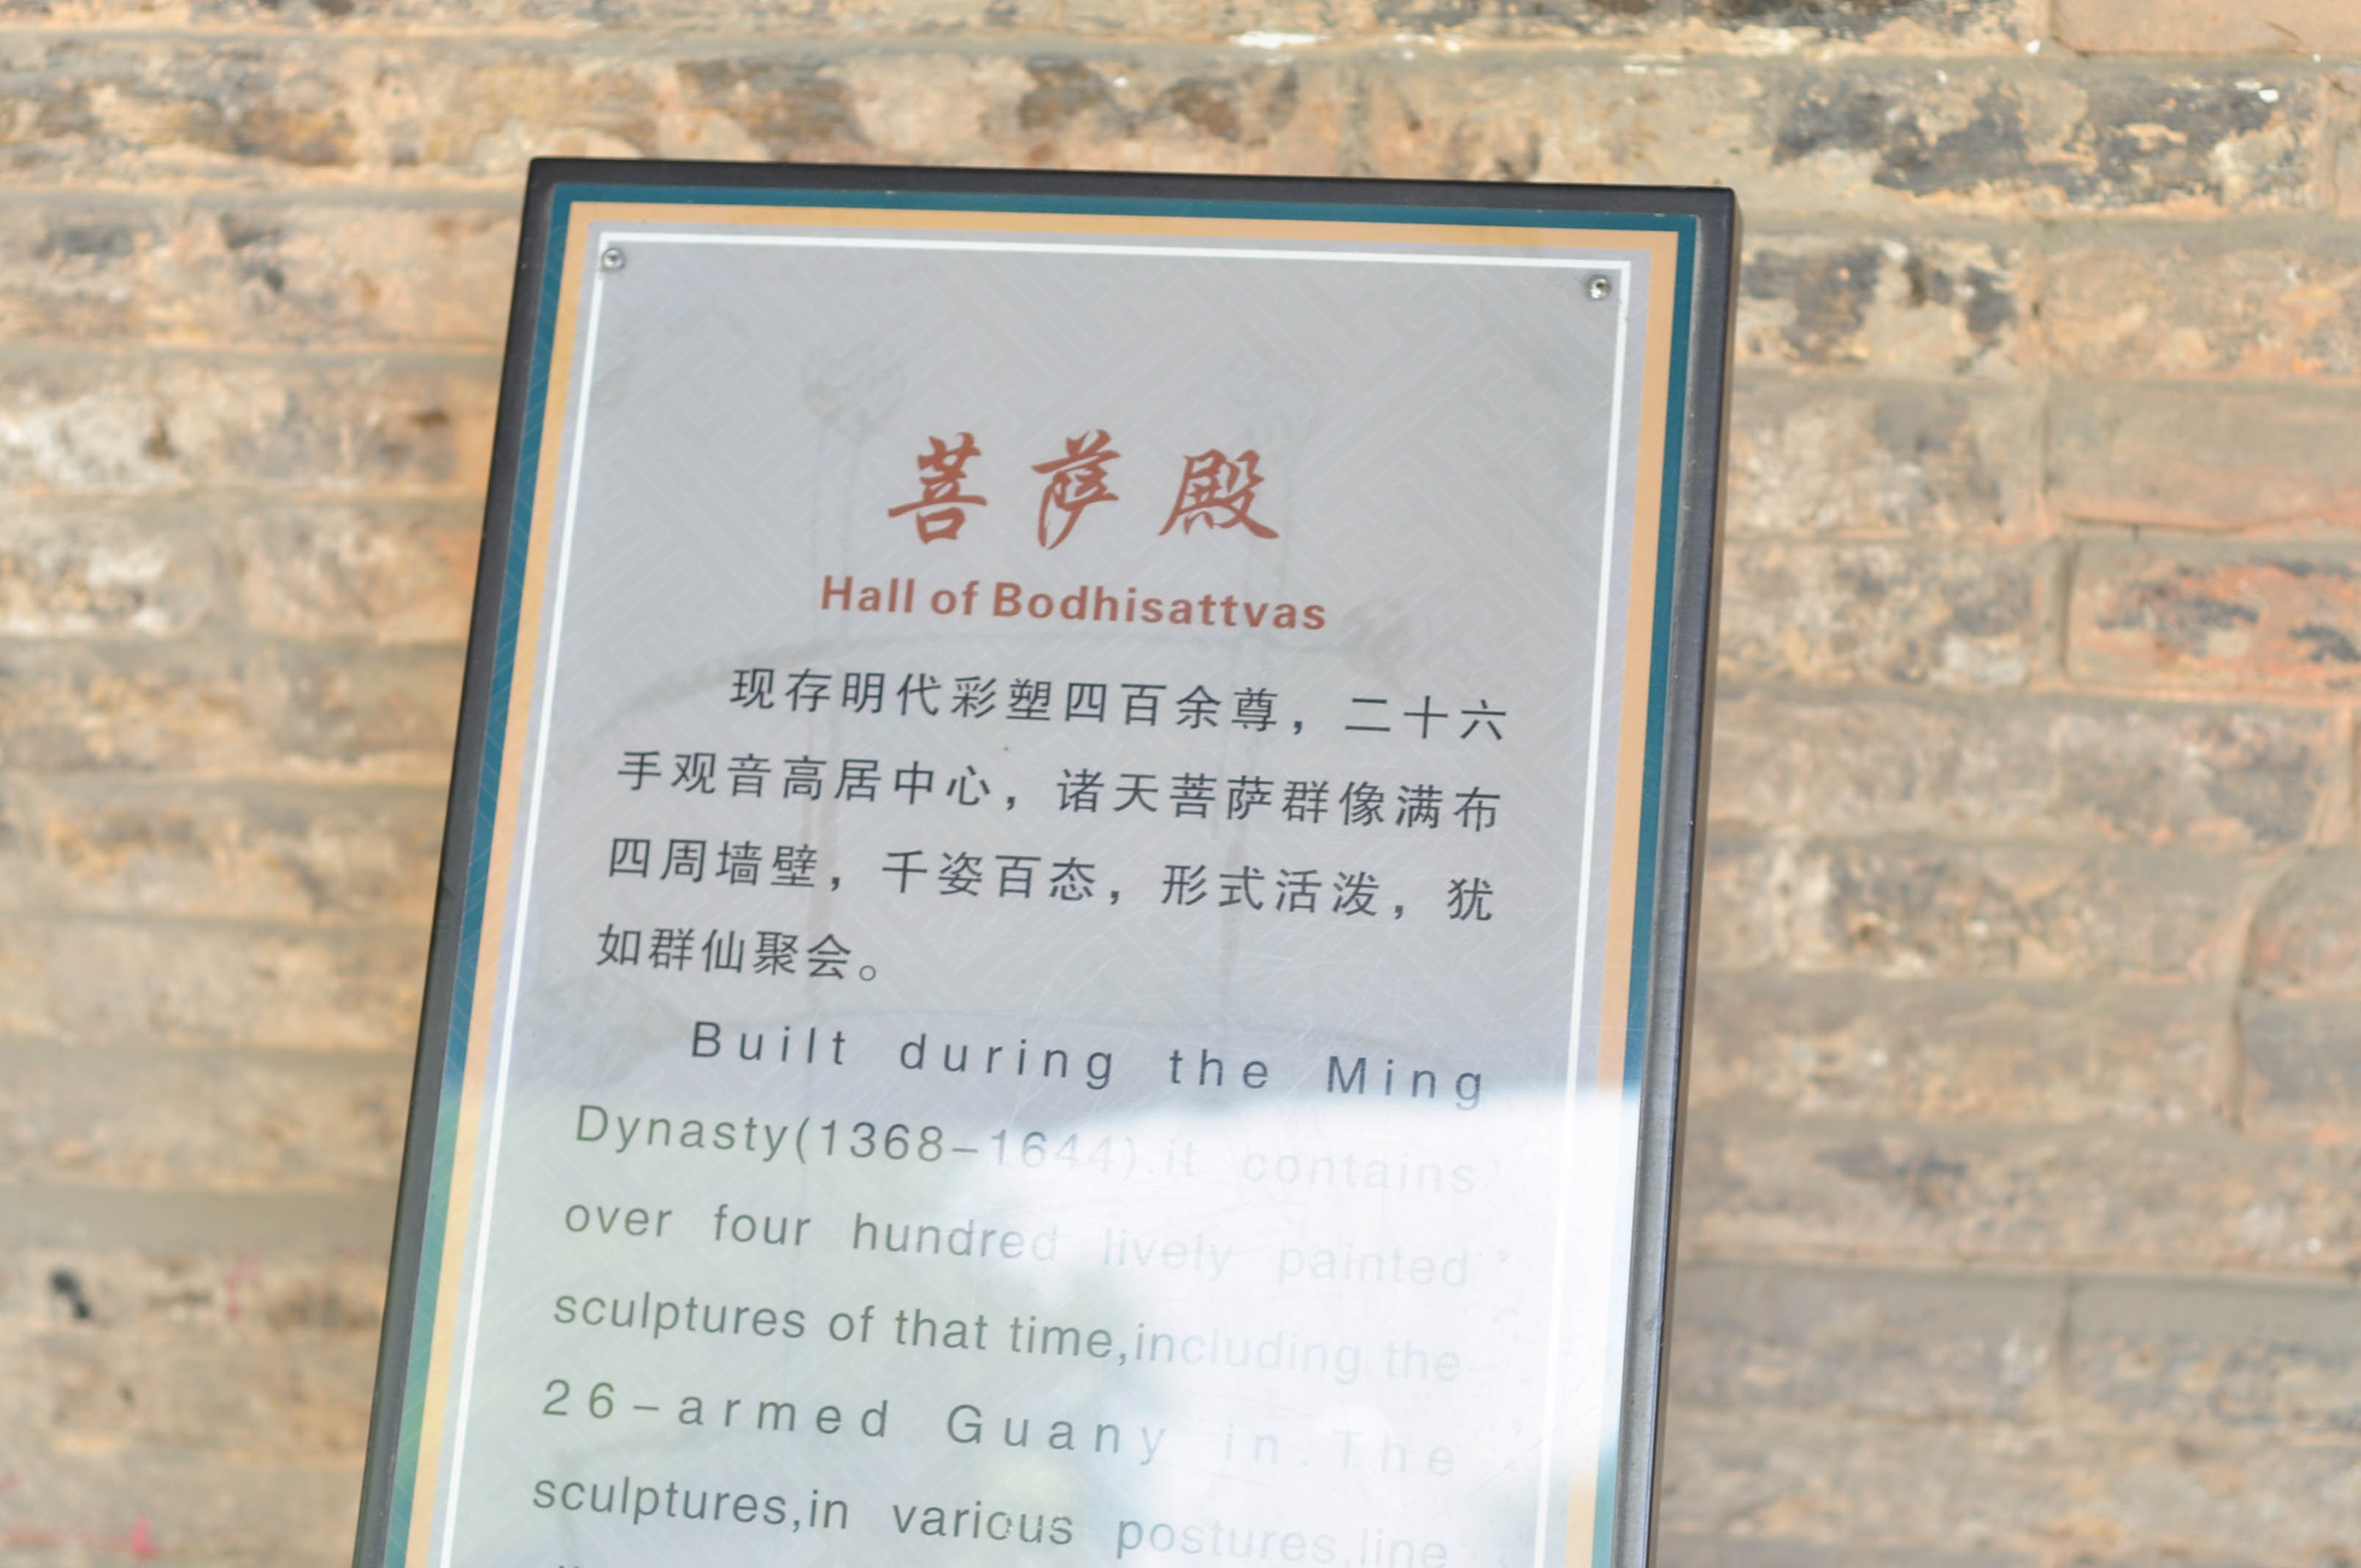 菩萨殿
Hall of Bodhisattvas
现存明代彩塑四百余尊，二十六
手观音高居中心，诸天菩萨群像满布
四周墙壁，千姿百态，形式活泼，犹
如群仙聚会。
Built during the Ming
Dynasty(1368-1644).it contains
over four hundred lively painted
sculptures of that time,including the
26-armed Guany in.The
sculptures,in various postures,line